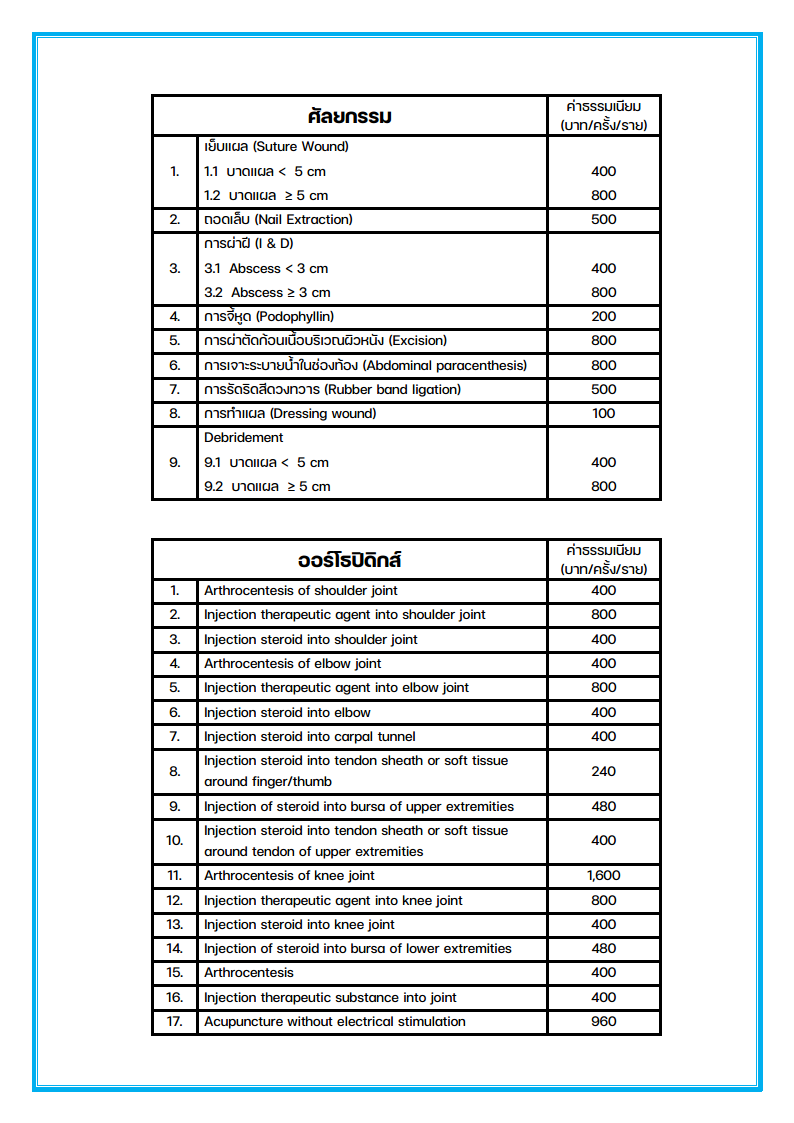 ศัลยกรรม
ค่าธรรมเนียม
(บาท/ครั้ง/ราย)
1.
เย็บแผล (Suture Wound)
1.1 บาดแผล < 5 cm 400
1.2 บาดแผล ≥ 5 cm 800
2. ถอดเล็บ (Nail Extraction) 500
3.
การผ่าฝี (I & D)
3.1 Abscess < 3 cm 400
3.2 Abscess ≥ 3 cm 800
4. การจี้หูด (Podophyllin) 200
5. การผ่าตัดก้อนเนื้อบริเวณผิวหนัง (Excision) 800
6. การเจาะระบายน้ำในช่องท้อง (Abdominal paracenthesis) 800
7. การรัดริดสีดวงทวาร (Rubber band ligation) 500
8. การทำแผล (Dressing wound) 100
9.
Debridement
9.1 บาดแผล < 5 cm 400
9.2 บาดแผล ≥ 5 cm 800
ออร์โธปิดิกส์
ค่าธรรมเนียม
(บาท/ครั้ง/ราย)
1. Arthrocentesis of shoulder joint 400
2. Injection therapeutic agent into shoulder joint 800
3. Injection steroid into shoulder joint 400
4. Arthrocentesis of elbow joint 400
5. Injection therapeutic agent into elbow joint 800
6. Injection steroid into elbow 400
7. Injection steroid into carpal tunnel 400
8. Injection steroid into tendon sheath or soft tissue
around finger/thumb 240
9. Injection of steroid into bursa of upper extremities 480
10. Injection steroid into tendon sheath or soft tissue
around tendon of upper extremities 400
11. Arthrocentesis of knee joint 1,600
12. Injection therapeutic agent into knee joint 800
13. Injection steroid into knee joint 400
14. Injection of steroid into bursa of lower extremities 480
15. Arthrocentesis 400
16. Injection therapeutic substance into joint 400
17. Acupuncture without electrical stimulation 960